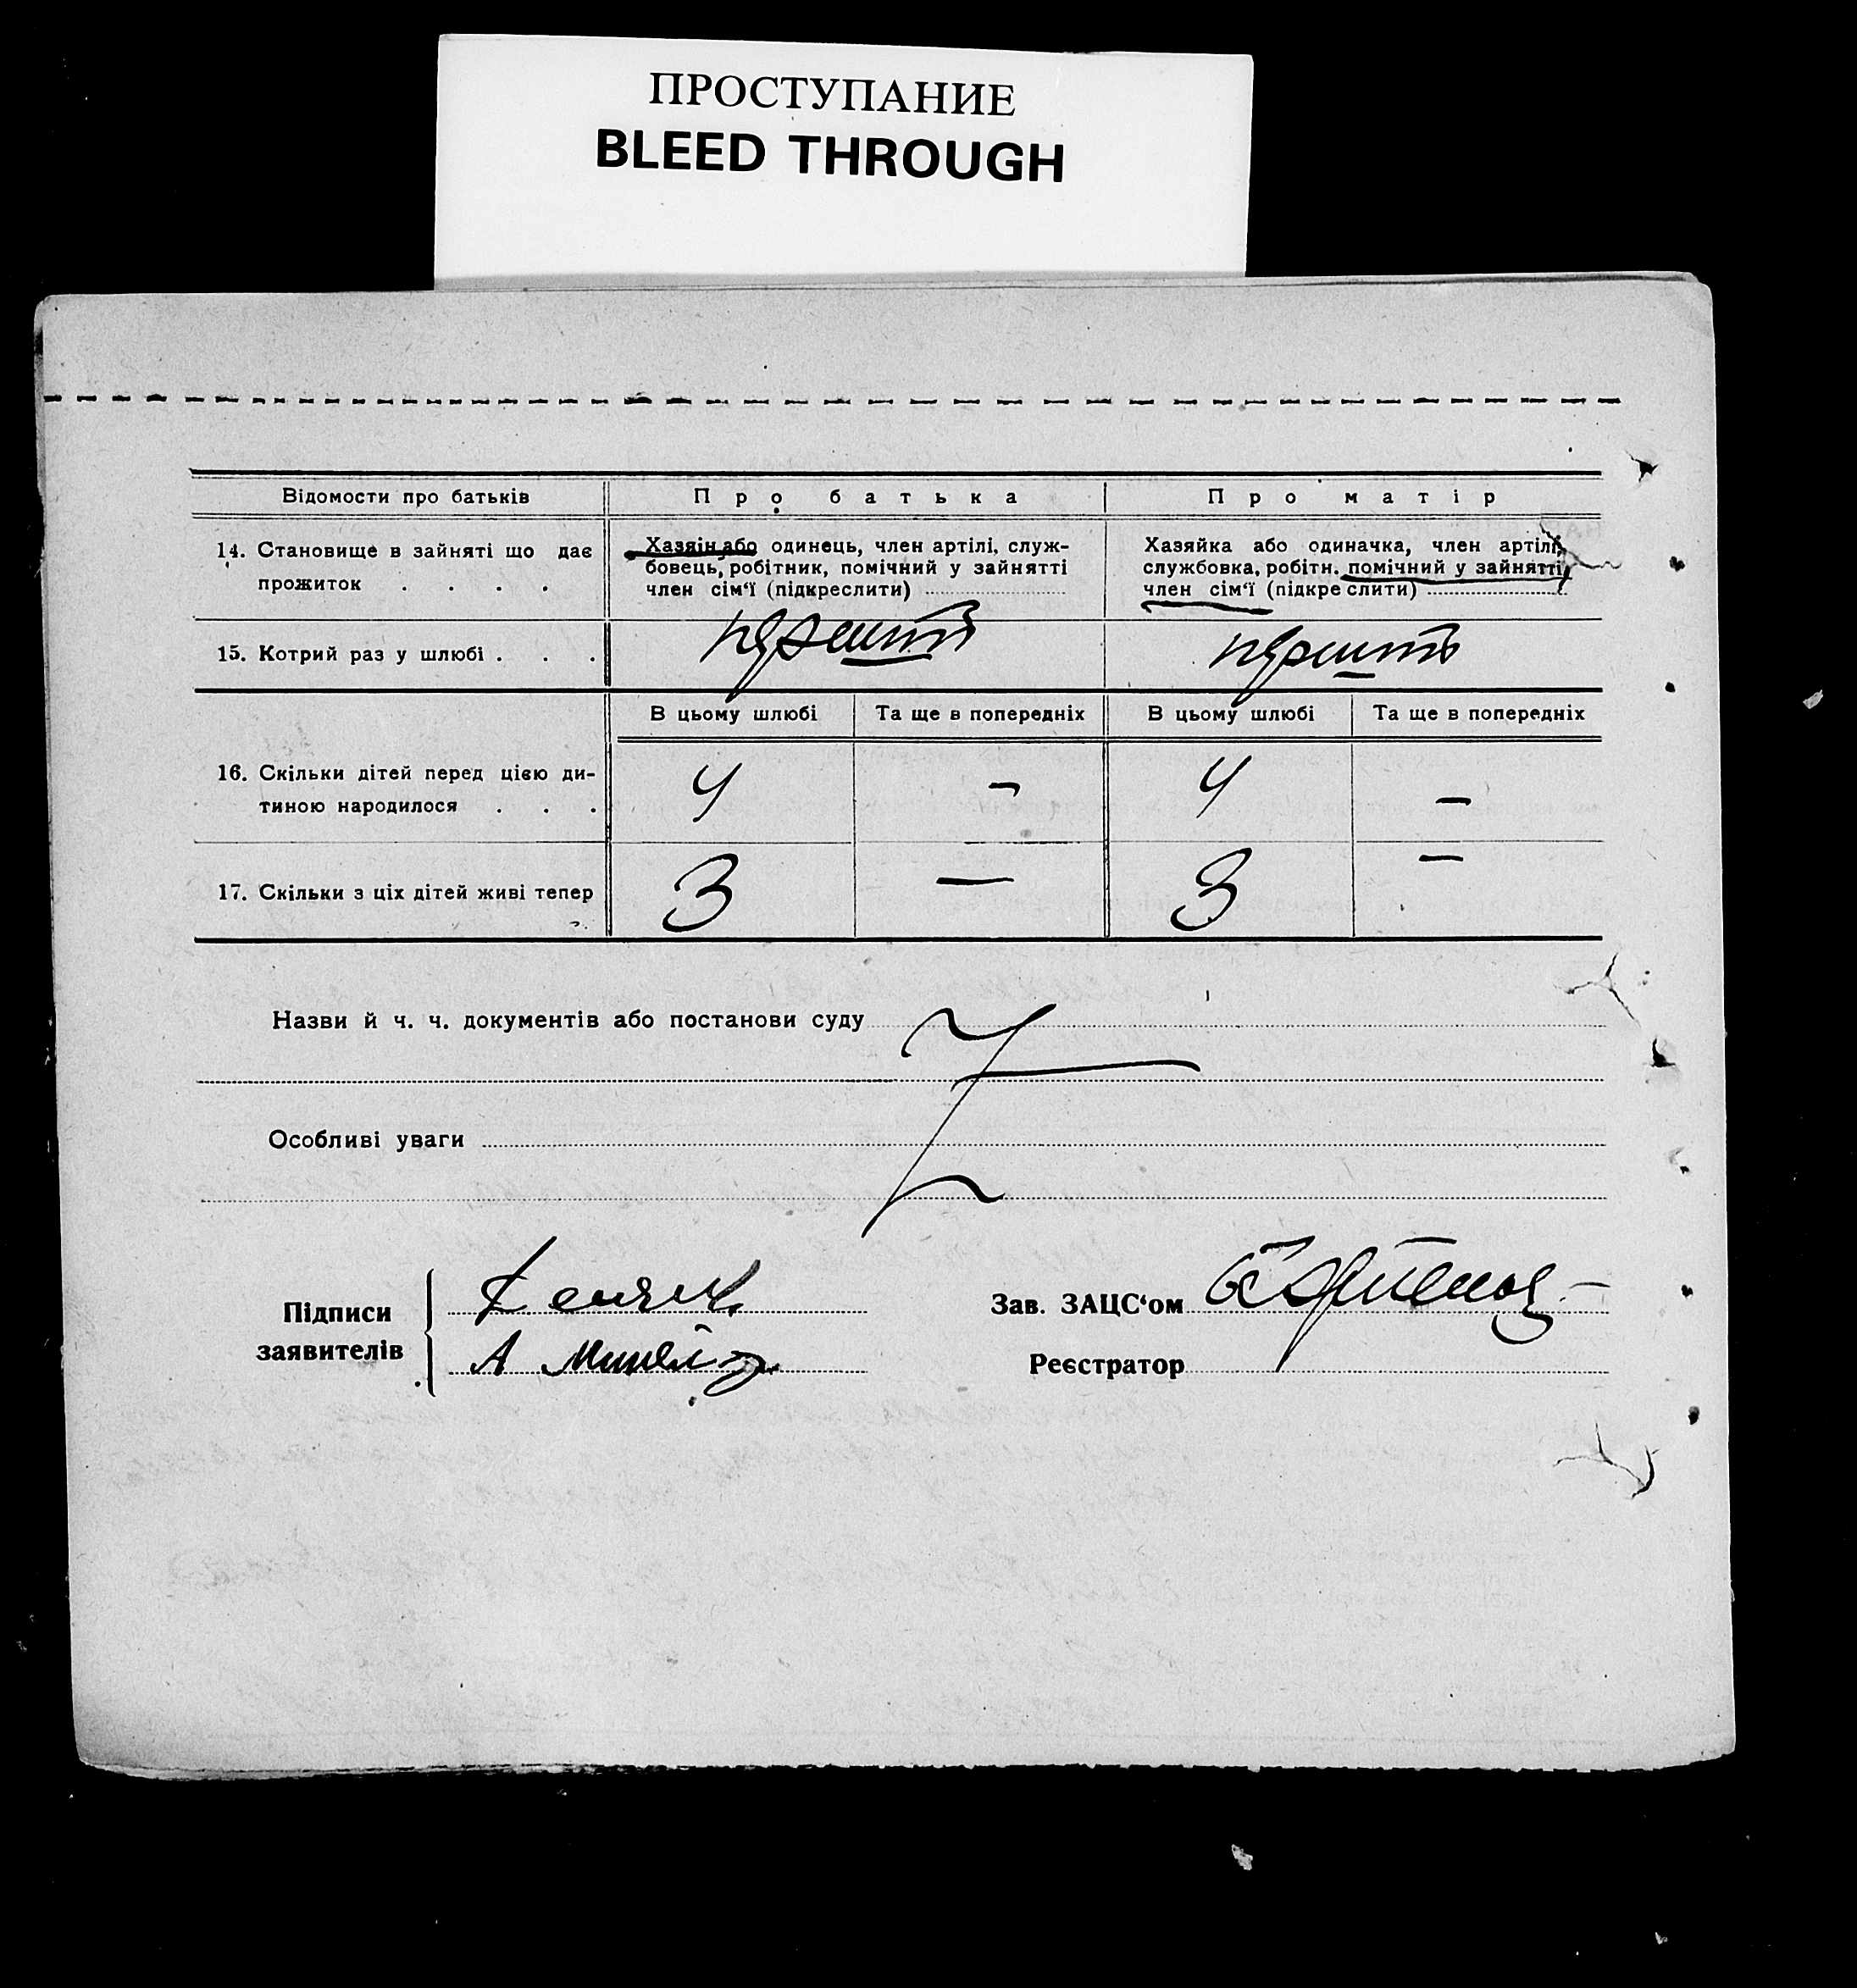 ПРОСТУПАНИЕ
BLEED THROUGH
Відомости про батьків
Про батька
Про матір
14. Становище в зайняті що дає
прожиток . . . .
Хазяїн або одинець, член артілі, служ-
бовець, робітник, помічний у зайнятті
член сім‘ї (підкреслити)
Хазяйка або одиначка, член артілі,
службовка, робітн. помічний у зайнятті,
член сім‘ї (підкреслити)
15. Котрий раз у шлюбі . . .
В цьому шлюбі
Та ще в попередніх
В цьому шлюбі
Та ще в попередніх
16. Скільки дітей перед цією ди-
тиною народилося . . .
4
–
4
–
17. Скільки з ціх дітей живі тепер
3
–
3
–
Назви й ч. ч. документів або постанови суду
Особливі уваги
Підписи
заявителів
А
Зав. ЗАЦС‘ом
Реєстратор